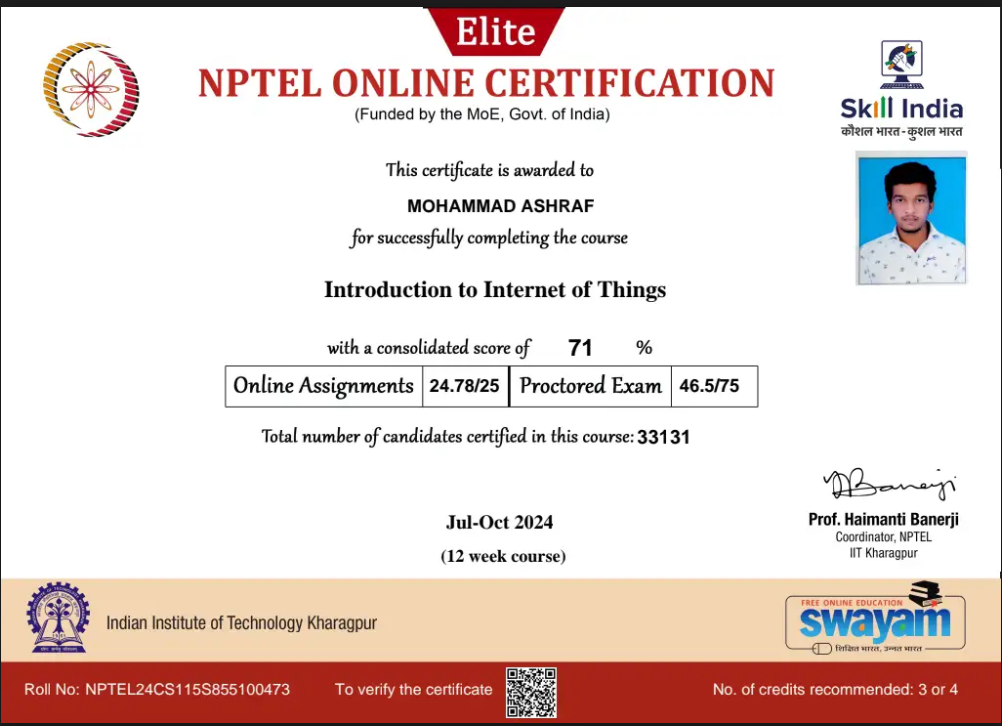 Elite
NPTEL ONLINE CERTIFICATION
(Funded by the MoE, Govt. of India)
Skill India
कौशल भारत - कुशल भारत
This certificate is awarded to
MOHAMMAD ASHRAF
for successfully completing the course
Introduction to Internet of Things
with a consolidated score of 71 %
Online Assignments 24.78/25 Proctored Exam 46.5/75
Total number of candidates certified in this course: 33131
Jul-Oct 2024
(12 week course)
Prof. Haimanti Banerji
Coordinator, NPTEL
IIT Kharagpur
Indian Institute of Technology Kharagpur
FREE ONLINE EDUCATION
swayam
शिक्षित भारत, उन्नत भारत
Roll No: NPTEL24CS115S855100473 To verify the certificate No. of credits recommended: 3 or 4